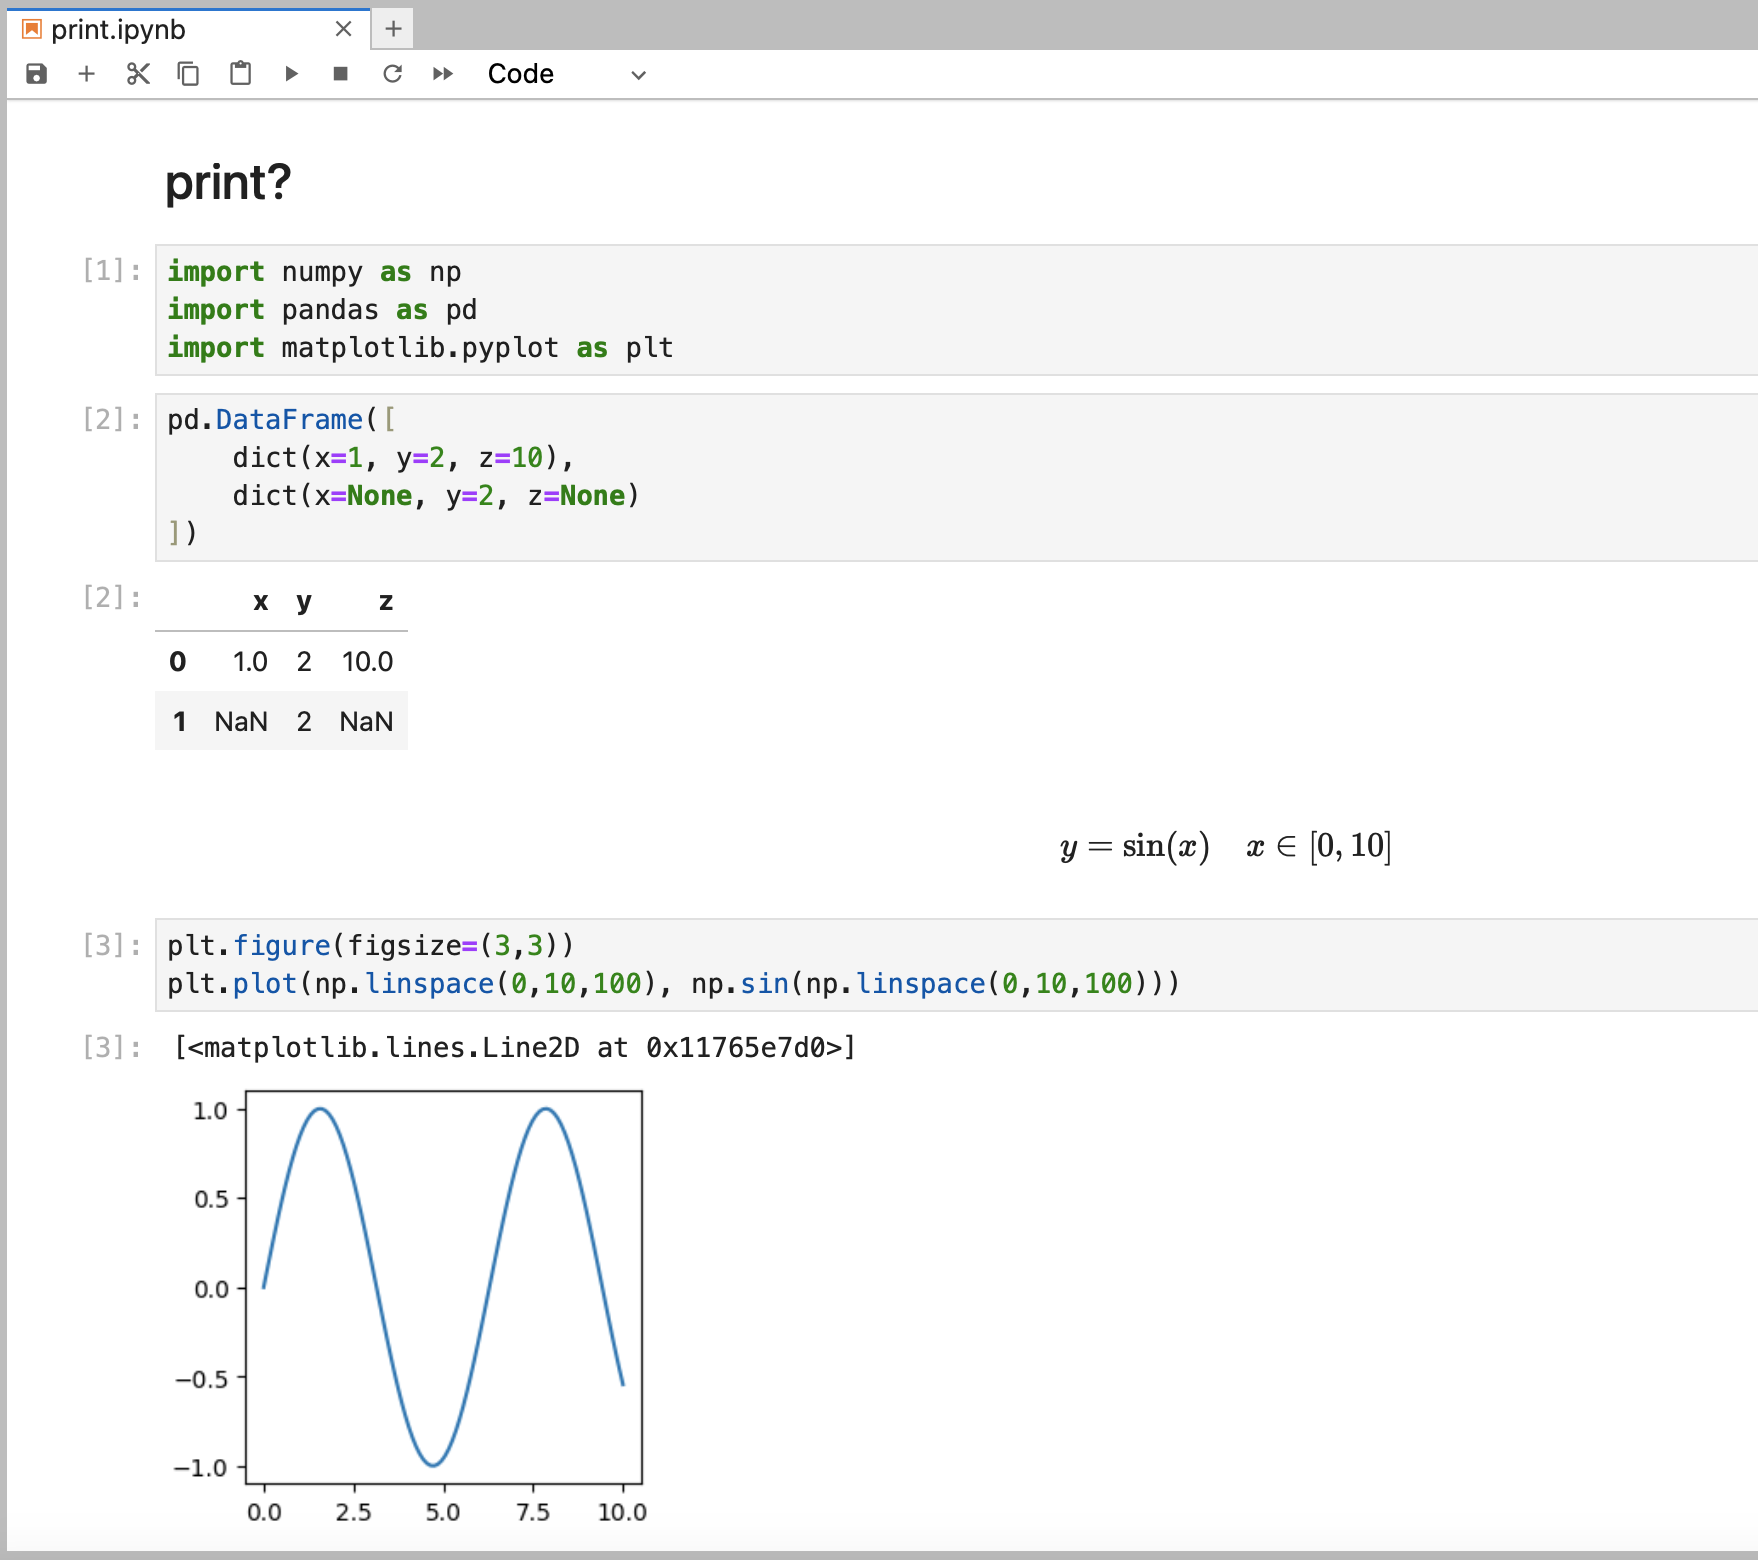 print.ipynb
Code
print?
[1]:
import numpy as np
import pandas as pd
import matplotlib.pyplot as plt
[2]:
pd.DataFrame([
    dict(x=1, y=2, z=10),
    dict(x=None, y=2, z=None)
])
[2]:
x y z
0 1.0 2 10.0
1 NaN 2 NaN
y = sin(x) x ∈ [0, 10]
[3]:
plt.figure(figsize=(3,3))
plt.plot(np.linspace(0,10,100), np.sin(np.linspace(0,10,100)))
[3]:
[<matplotlib.lines.Line2D at 0x11765e7d0>]
1.0
0.5
0.0
−0.5
−1.0
0.0 2.5 5.0 7.5 10.0